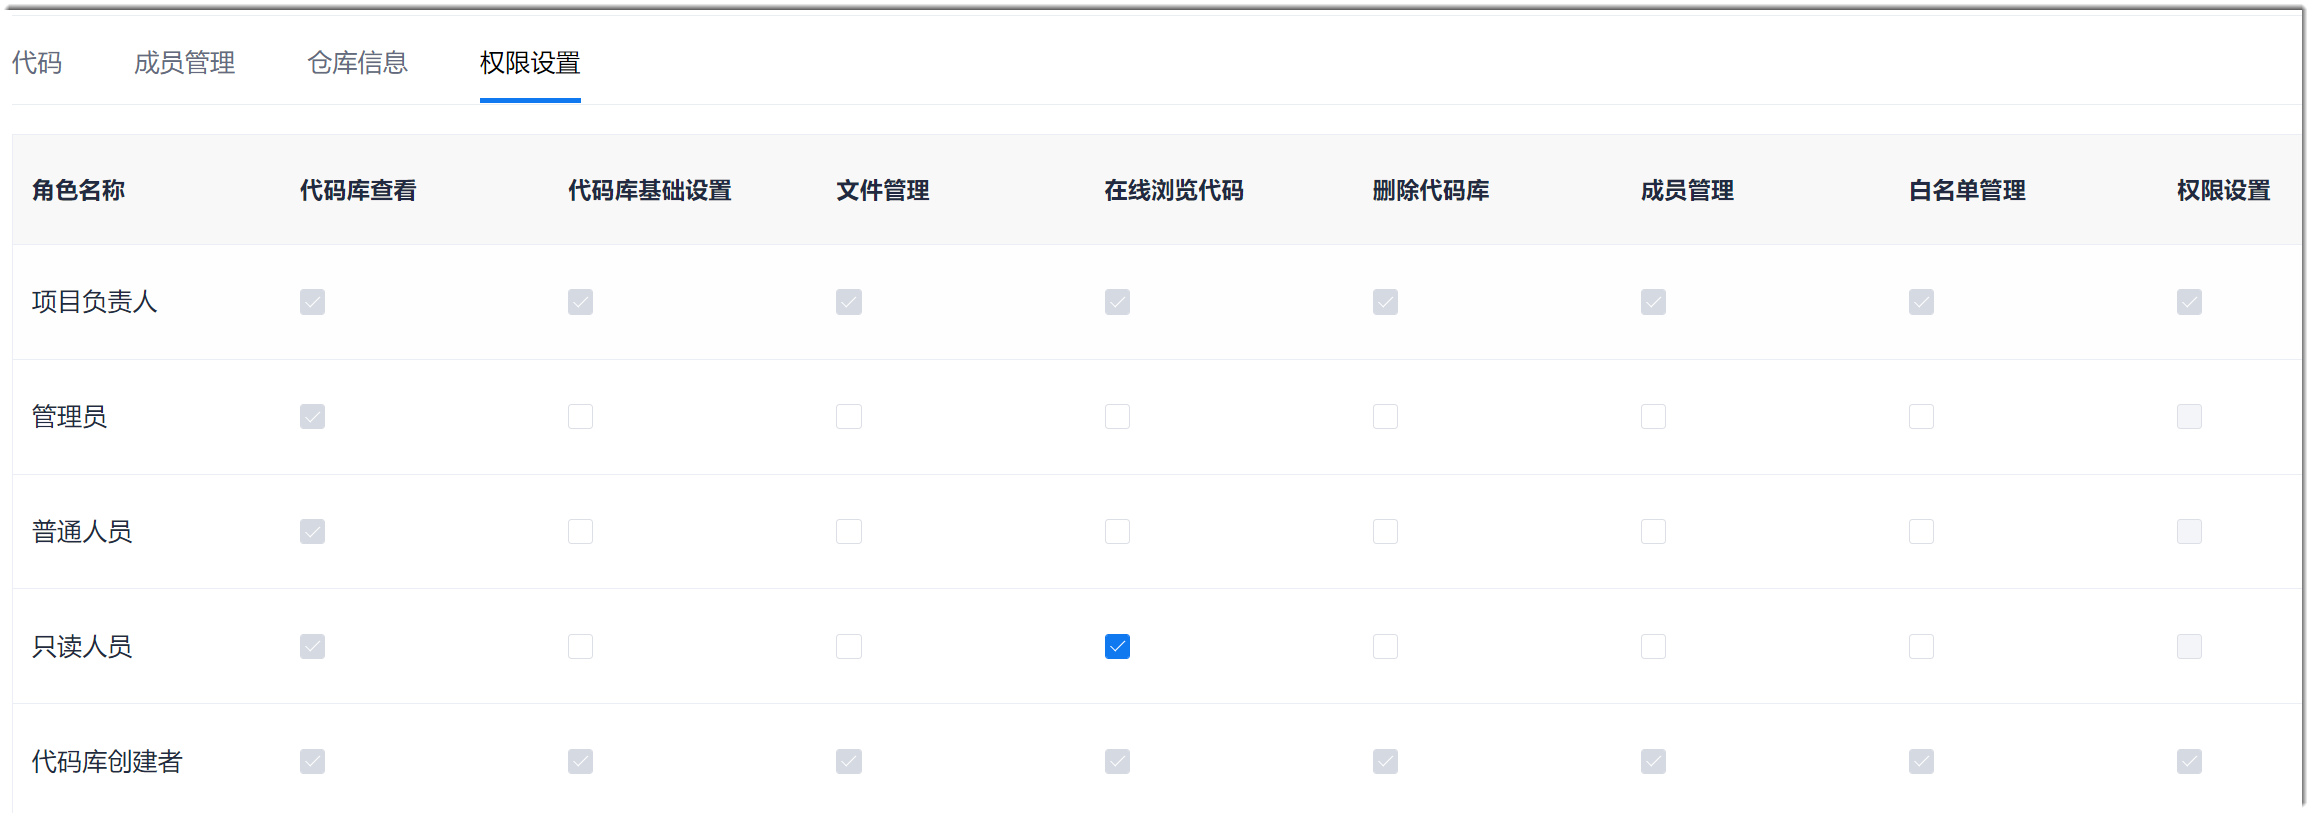 代码 成员管理 仓库信息 权限设置
角色名称 代码库查看 代码库基础设置 文件管理 在线浏览代码 删除代码库 成员管理 白名单管理 权限设置
项目负责人
管理员
普通人员
只读人员
代码库创建者